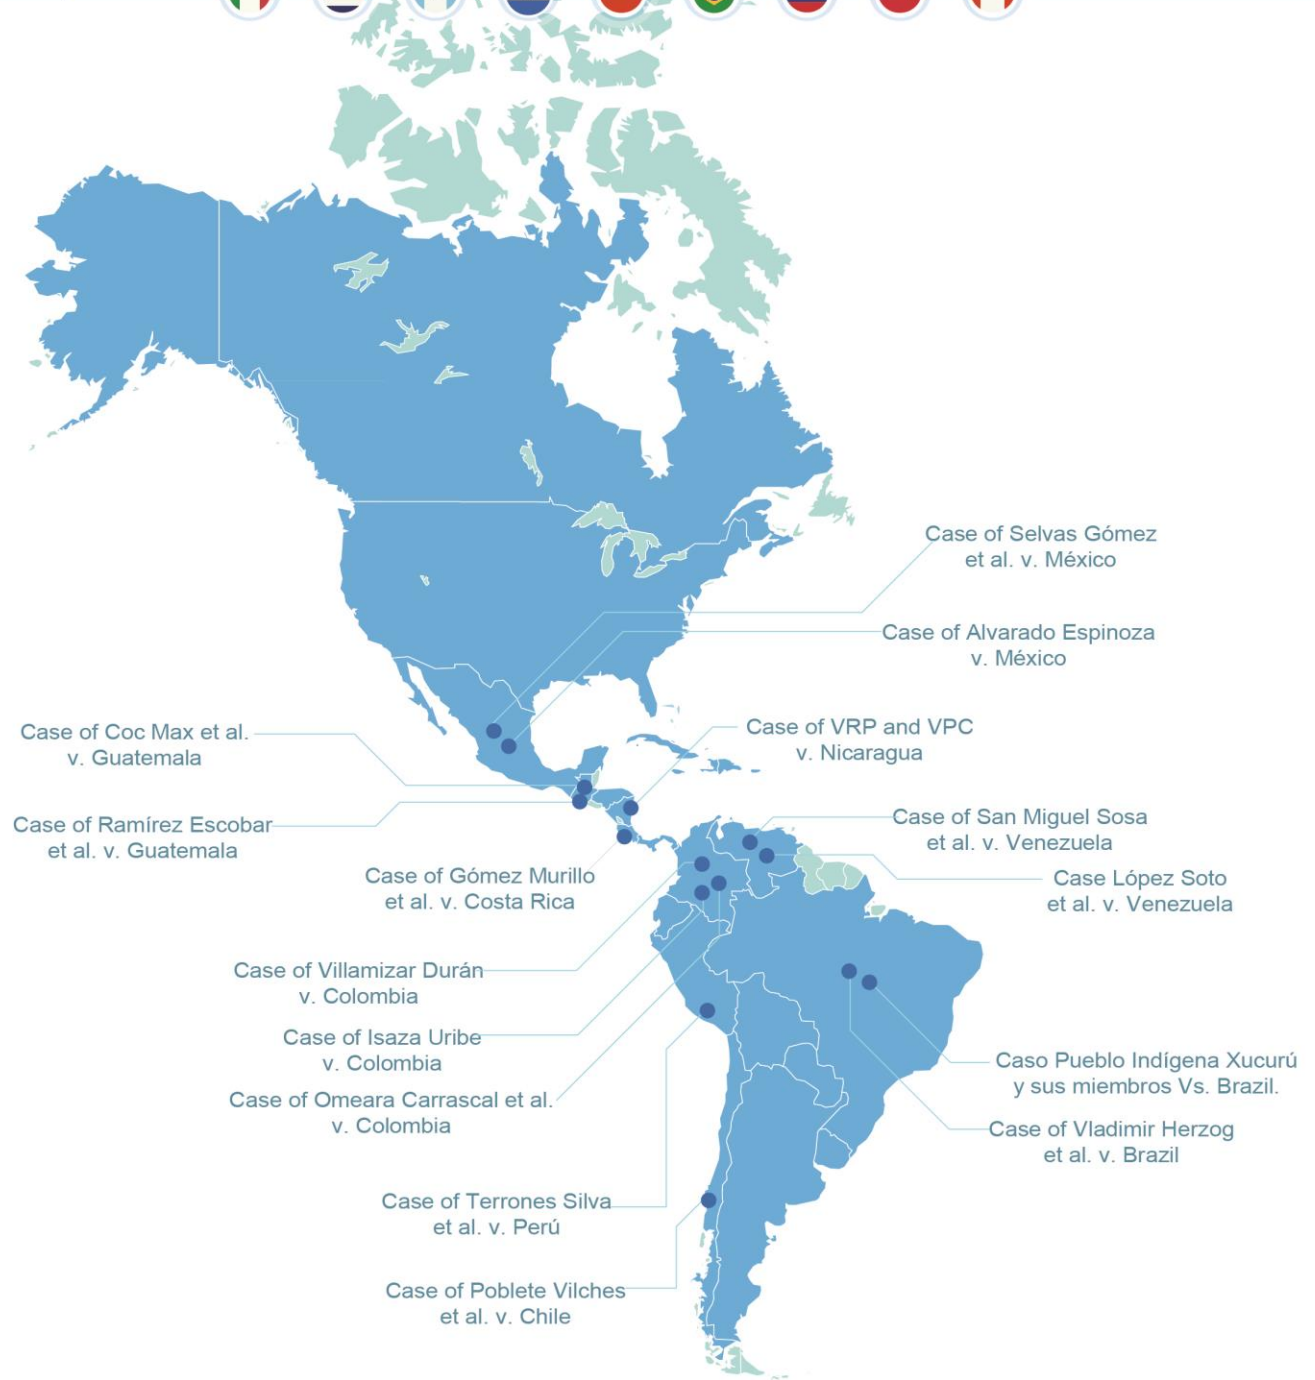 Case of Selvas Gómez
et al. v. México
Case of Alvarado Espinoza
v. México
Case of Coc Max et al.
v. Guatemala
Case of VRP and VPC
v. Nicaragua
Case of Ramírez Escobar
et al. v. Guatemala
Case of San Miguel Sosa
et al. v. Venezuela
Case of Gómez Murillo
et al. v. Costa Rica
Case López Soto
et al. v. Venezuela
Case of Villamizar Durán
v. Colombia
Case of Isaza Uribe
v. Colombia
Caso Pueblo Indígena Xucurú
y sus miembros Vs. Brazil.
Case of Omeara Carrascal et al.
v. Colombia
Case of Vladimir Herzog
et al. v. Brazil
Case of Terrones Silva
et al. v. Perú
Case of Poblete Vilches
et al. v. Chile